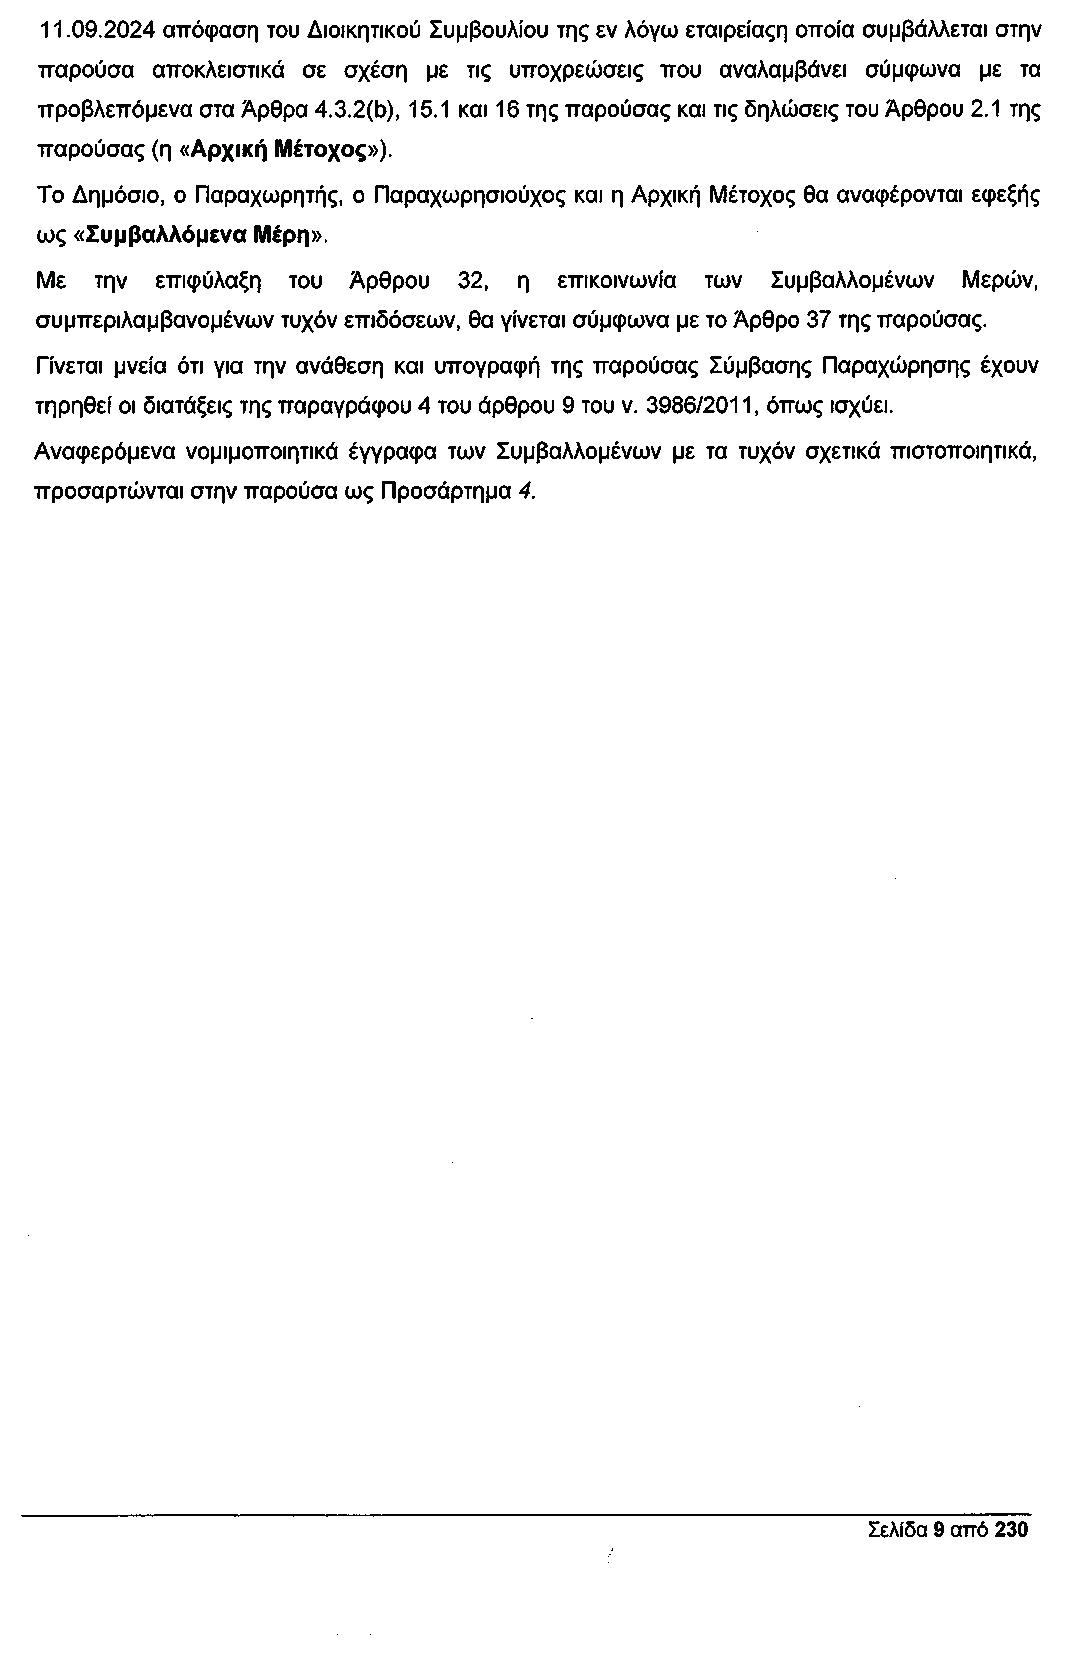 11.09.2024 απόφαση του Διοικητικού Συμβουλίου της εν λόγω εταιρείαςη οποία συμβάλλεται στην
παρούσα αποκλειστικά σε σχέση με τις υποχρεώσεις που αναλαμβάνει σύμφωνα με τα
προβλεπόμενα στα Άρθρα 4.3.2(b), 15.1 και 16 της παρούσας και τις δηλώσεις του Άρθρου 2.1 της
παρούσας (η «Αρχική Μέτοχος»).
Το Δημόσιο, ο Παραχωρητής, ο Παραχωρησιούχος και η Αρχική Μέτοχος θα αναφέρονται εφεξής
ως «Συμβαλλόμενα Μέρη».
Με την επιφύλαξη του Άρθρου 32, η επικοινωνία των Συμβαλλομένων Μερών,
συμπεριλαμβανομένων τυχόν επιδόσεων, θα γίνεται σύμφωνα με το Άρθρο 37 της παρούσας.
Γίνεται μνεία ότι για την ανάθεση και υπογραφή της παρούσας Σύμβασης Παραχώρησης έχουν
τηρηθεί οι διατάξεις της παραγράφου 4 του άρθρου 9 του ν. 3986/2011, όπως ισχύει.
Αναφερόμενα νομιμοποιητικά έγγραφα των Συμβαλλομένων με τα τυχόν σχετικά πιστοποιητικά,
προσαρτώνται στην παρούσα ως Προσάρτημα 4.
Σελίδα 9 από 230